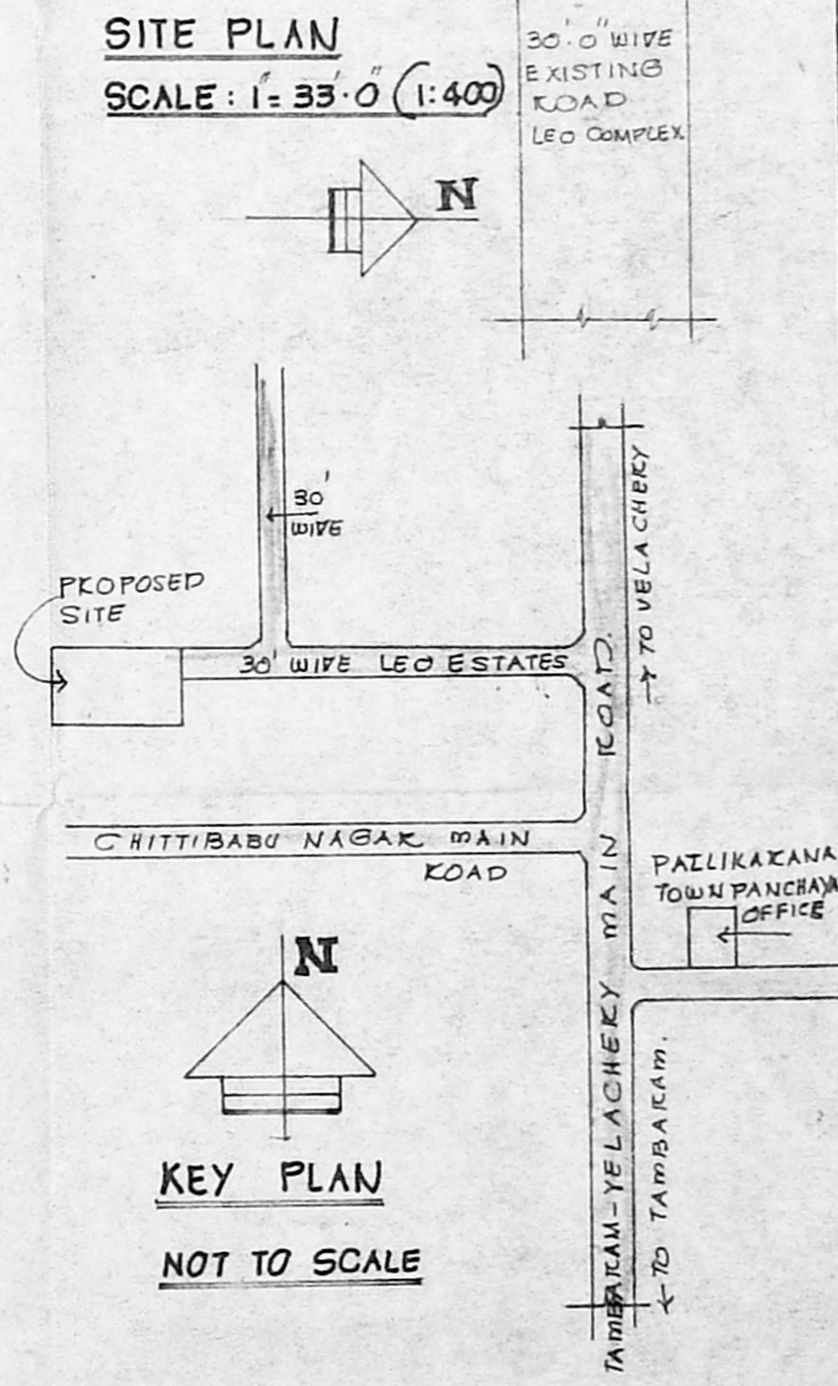 SITE PLAN
SCALE: 1" = 33'-0" (1:400)
30'-0" WIDE
EXISTING
ROAD
LEO COMPLEX
N
30'
WIDE
→ TO VELACHERY
PROPOSED
SITE
30' WIDE LEO ESTATES
CHITTIBABU NAGAR MAIN
ROAD
TAMBARAM-VELACHERY MAIN ROAD.
PALLIKARANA
TOWN PANCHAYA
OFFICE
N
← TO TAMBARAM.
KEY PLAN
NOT TO SCALE